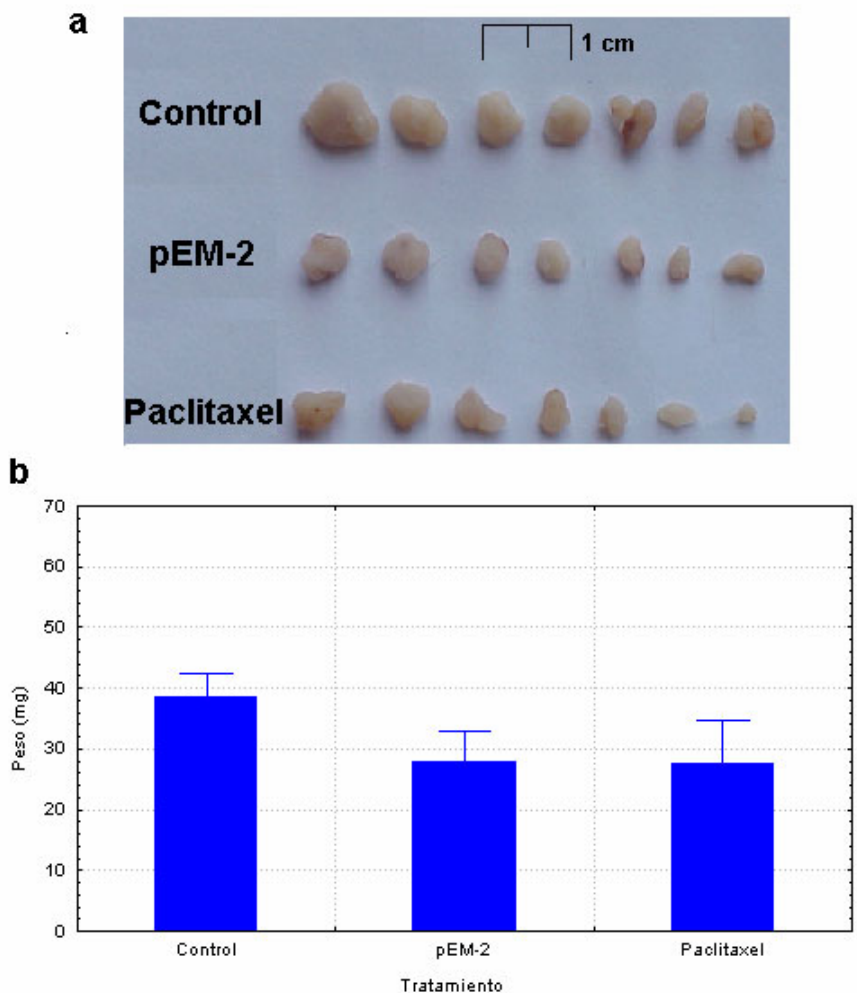 a
1 cm
Control
pEM-2
Paclitaxel
b
70
60
50
40
30
20
10
0
Peso (mg)
Control pEM-2 Paclitaxel
Tratamiento